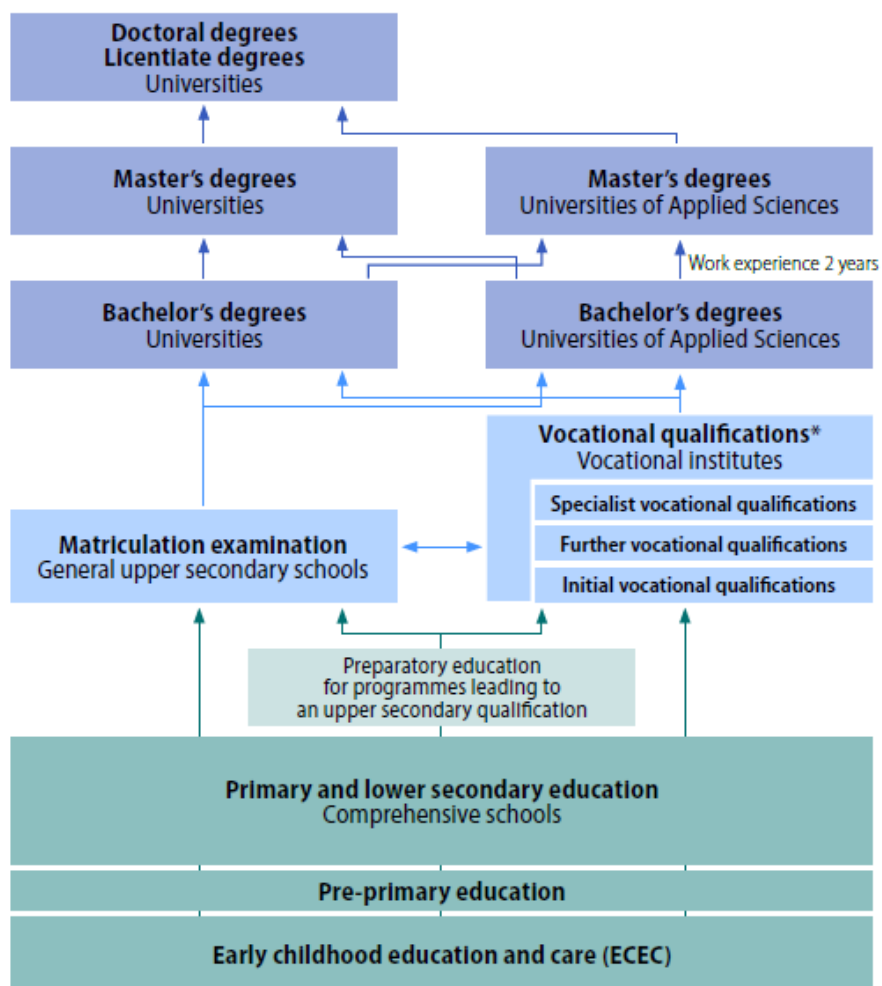 Doctoral degrees
Licentiate degrees
Universities
Master's degrees
Universities
Master's degrees
Universities of Applied Sciences
Work experience 2 years
Bachelor's degrees
Universities
Bachelor's degrees
Universities of Applied Sciences
Vocational qualifications*
Vocational institutes
Specialist vocational qualifications
Further vocational qualifications
Initial vocational qualifications
Matriculation examination
General upper secondary schools
Preparatory education
for programmes leading to
an upper secondary qualification
Primary and lower secondary education
Comprehensive schools
Pre-primary education
Early childhood education and care (ECEC)